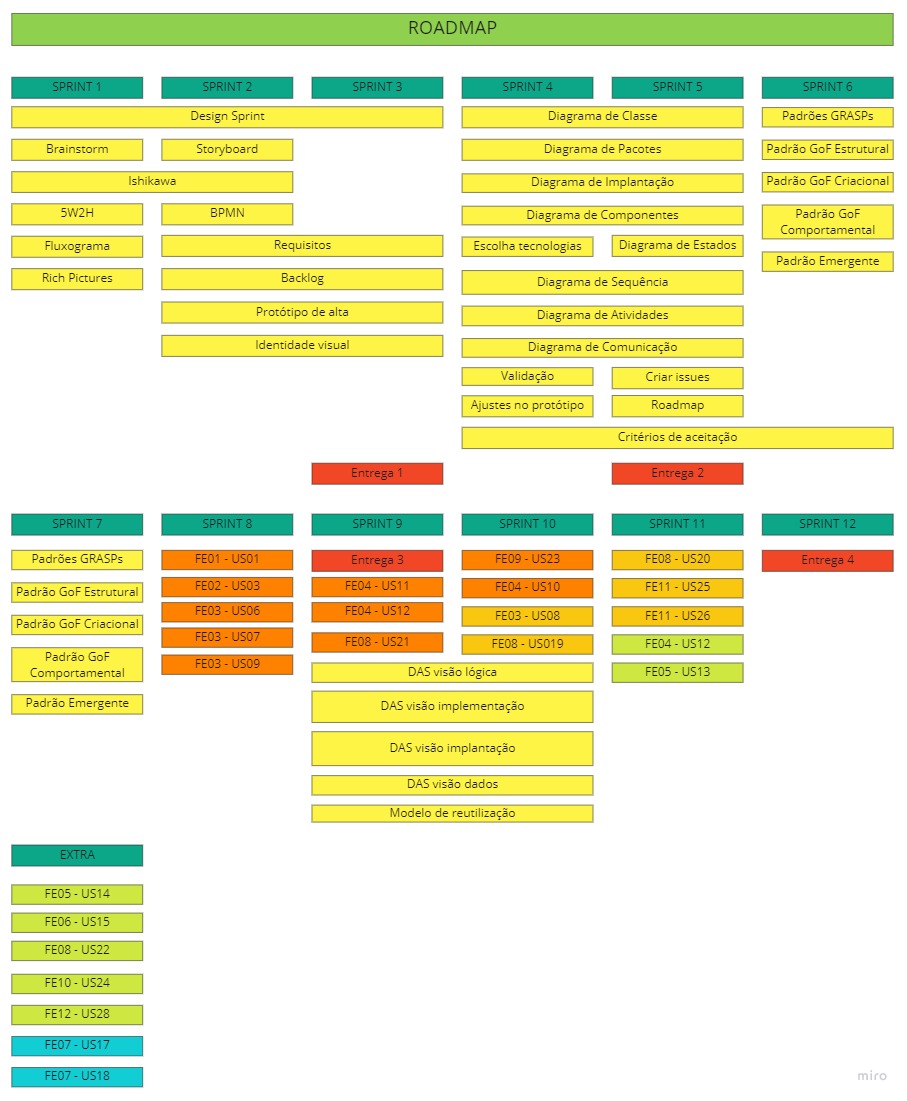 ROADMAP
SPRINT 1
SPRINT 2
SPRINT 3
SPRINT 4
SPRINT 5
SPRINT 6
Design Sprint
Diagrama de Classe
Padrões GRASPs
Brainstorm
Storyboard
Diagrama de Pacotes
Padrão GoF Estrutural
Ishikawa
Diagrama de Implantação
Padrão GoF Criacional
5W2H
BPMN
Diagrama de Componentes
Padrão GoF
Comportamental
Fluxograma
Requisitos
Escolha tecnologias
Diagrama de Estados
Padrão Emergente
Rich Pictures
Backlog
Diagrama de Sequência
Protótipo de alta
Diagrama de Atividades
Identidade visual
Diagrama de Comunicação
Validação
Criar issues
Ajustes no protótipo
Roadmap
Critérios de aceitação
Entrega 1
Entrega 2
SPRINT 7
SPRINT 8
SPRINT 9
SPRINT 10
SPRINT 11
SPRINT 12
Padrões GRASPs
FE01 - US01
Entrega 3
FE09 - US23
FE08 - US20
Entrega 4
Padrão GoF Estrutural
FE02 - US03
FE04 - US11
FE04 - US10
FE11 - US25
Padrão GoF Criacional
FE03 - US06
FE04 - US12
FE03 - US08
FE11 - US26
Padrão GoF
Comportamental
FE03 - US07
FE08 - US21
FE08 - US019
FE04 - US12
FE03 - US09
DAS visão lógica
FE05 - US13
Padrão Emergente
DAS visão implementação
DAS visão implantação
DAS visão dados
Modelo de reutilização
EXTRA
FE05 - US14
FE06 - US15
FE08 - US22
FE10 - US24
FE12 - US28
FE07 - US17
FE07 - US18
miro